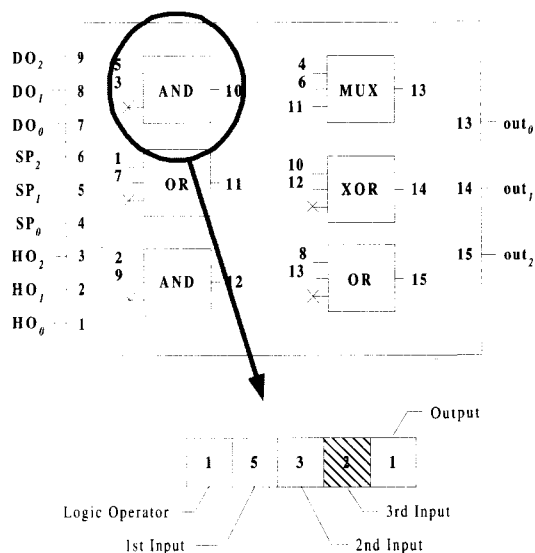 DO2 9
DO1 8
DO0 7
SP2 6
SP1 5
SP0 4
HO2 3
HO1 2
HO0 1
5
3
AND 10
1
7
OR 11
2
9
AND 12
4
6
11
MUX 13
10
12
XOR 14
8
13
OR 15
13 out0
14 out1
15 out2
Output
1 5 3 2 1
Logic Operator 3rd Input
1st Input 2nd Input